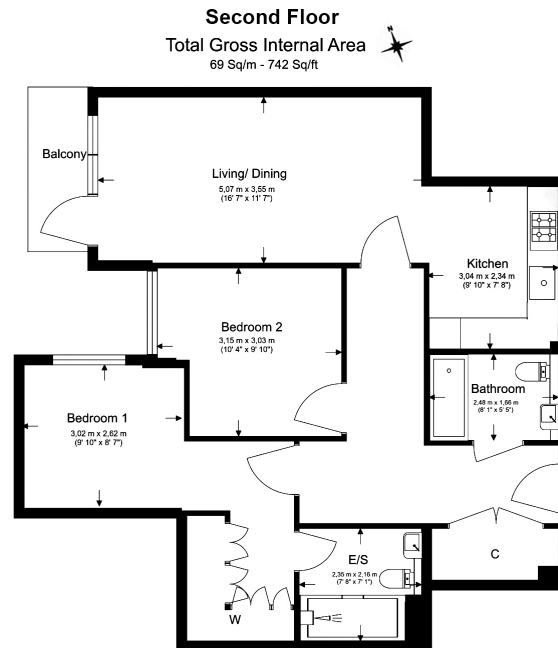 Second Floor
Total Gross Internal Area
69 Sq/m - 742 Sq/ft
Balcony
Living/ Dining
5,07 m x 3,55 m
(16' 7" x 11' 7")
Kitchen
3,04 m x 2,34 m
(9' 10" x 7' 8")
Bedroom 2
3,15 m x 3,03 m
(10' 4" x 9' 10")
Bathroom
2,48 m x 1,66 m
(8' 1" x 5' 5")
Bedroom 1
3,02 m x 2,62 m
(9' 10" x 8' 7")
E/S
2,35 m x 2,16 m
(7' 8" x 7' 1")
C
W